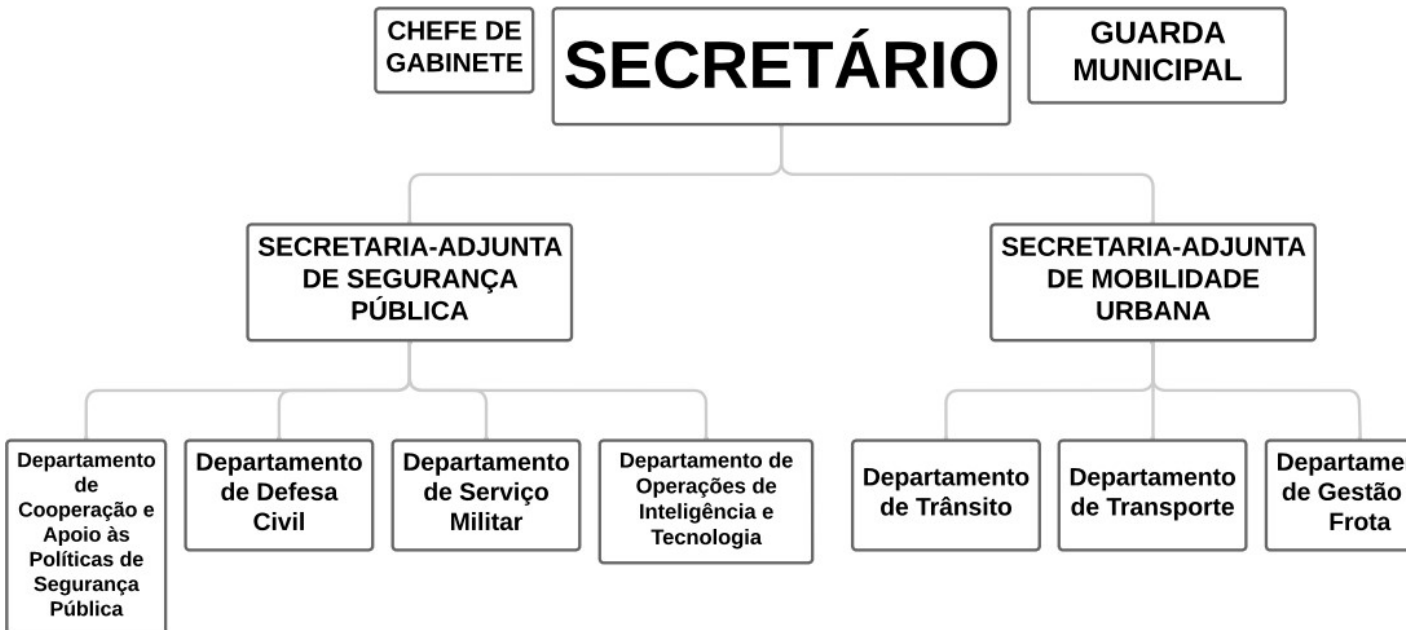 CHEFE DE
GABINETE
SECRETÁRIO
GUARDA
MUNICIPAL
SECRETARIA-ADJUNTA
DE SEGURANÇA
PÚBLICA
SECRETARIA-ADJUNTA
DE MOBILIDADE
URBANA
Departamento
de
Cooperação e
Apoio às
Políticas de
Segurança
Pública
Departamento
de Defesa
Civil
Departamento
de Serviço
Militar
Departamento de
Operações de
Inteligência e
Tecnologia
Departamento
de Trânsito
Departamento
de Transporte
de Gestão
Frota